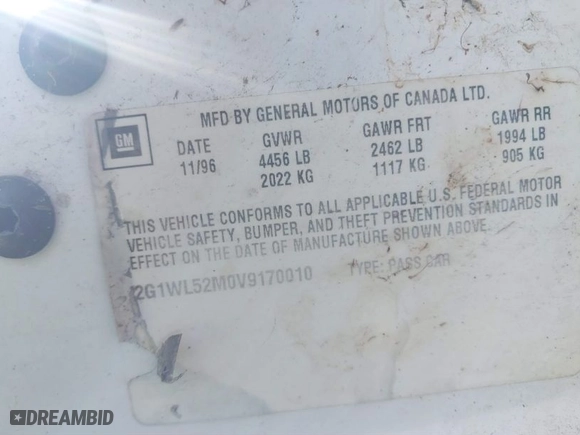 MFD BY GENERAL MOTORS OF CANADA LTD.
GM
DATE GVWR GAWR FRT GAWR RR
11/96 4456 LB 2462 LB 1994 LB
2022 KG 1117 KG 905 KG
THIS VEHICLE CONFORMS TO ALL APPLICABLE U.S. FEDERAL MOTOR
VEHICLE SAFETY, BUMPER, AND THEFT PREVENTION STANDARDS IN
EFFECT ON THE DATE OF MANUFACTURE SHOWN ABOVE.
2G1WL52M0V9170010 TYPE: PASS CAR
DREAMBID